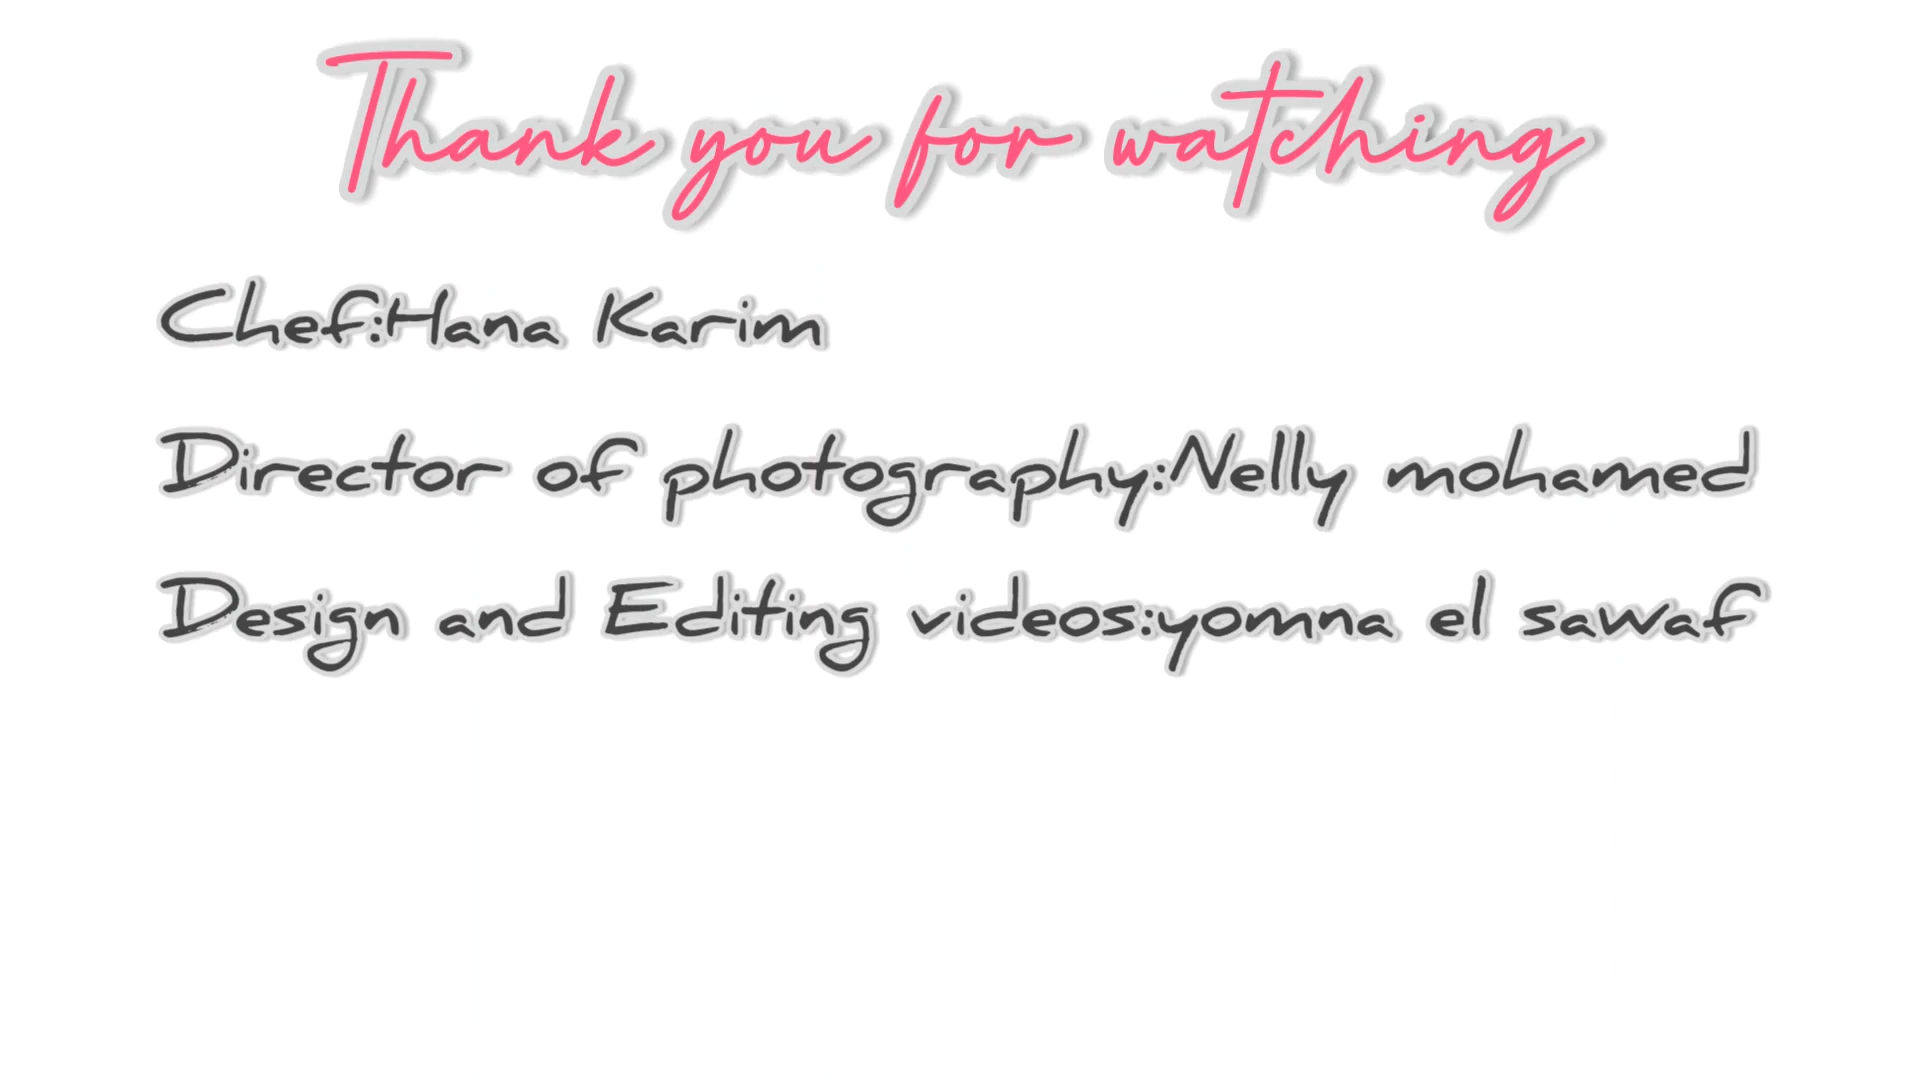 Thank you for watching
Chef:Hana Karim
Director of photography:Nelly mohamed
Design and Editing videos:yomna el sawaf